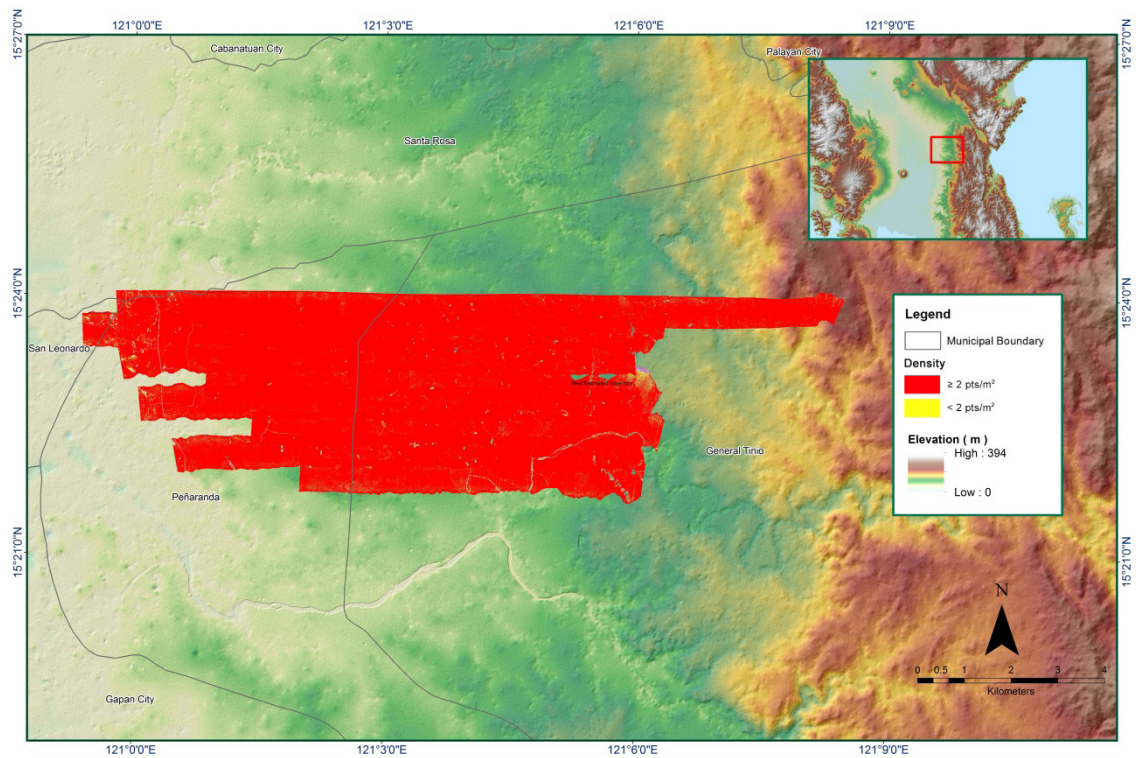 121°0'0"E 121°3'0"E 121°6'0"E 121°9'0"E
15°27'0"N 15°27'0"N
Cabanatuan City
Palayan City
Santa Rosa
15°24'0"N 15°24'0"N
San Leonardo
General Tinio
Peñaranda
15°21'0"N 15°21'0"N
Gapan City
Legend
Municipal Boundary
Density
≥ 2 pts/m²
< 2 pts/m²
Elevation ( m )
High : 394
Low : 0
N
0 0.5 1 2 3 4
Kilometers
121°0'0"E 121°3'0"E 121°6'0"E 121°9'0"E